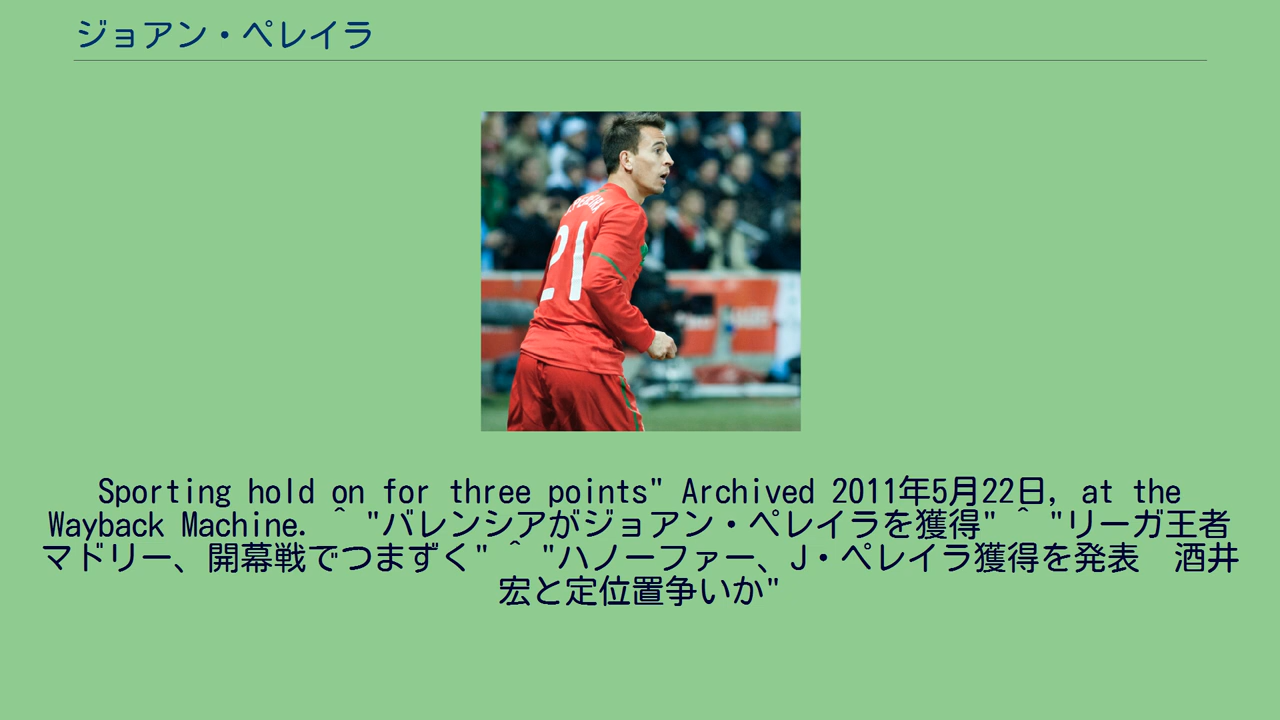 ジョアン・ペレイラ
21
Sporting hold on for three points" Archived 2011年5月22日, at the
Wayback Machine. ^ "バレンシアがジョアン・ペレイラを獲得" ^ "リーガ王者
マドリー、開幕戦でつまずく" ^ "ハノーファー、J・ペレイラ獲得を発表　酒井
宏と定位置争いか"